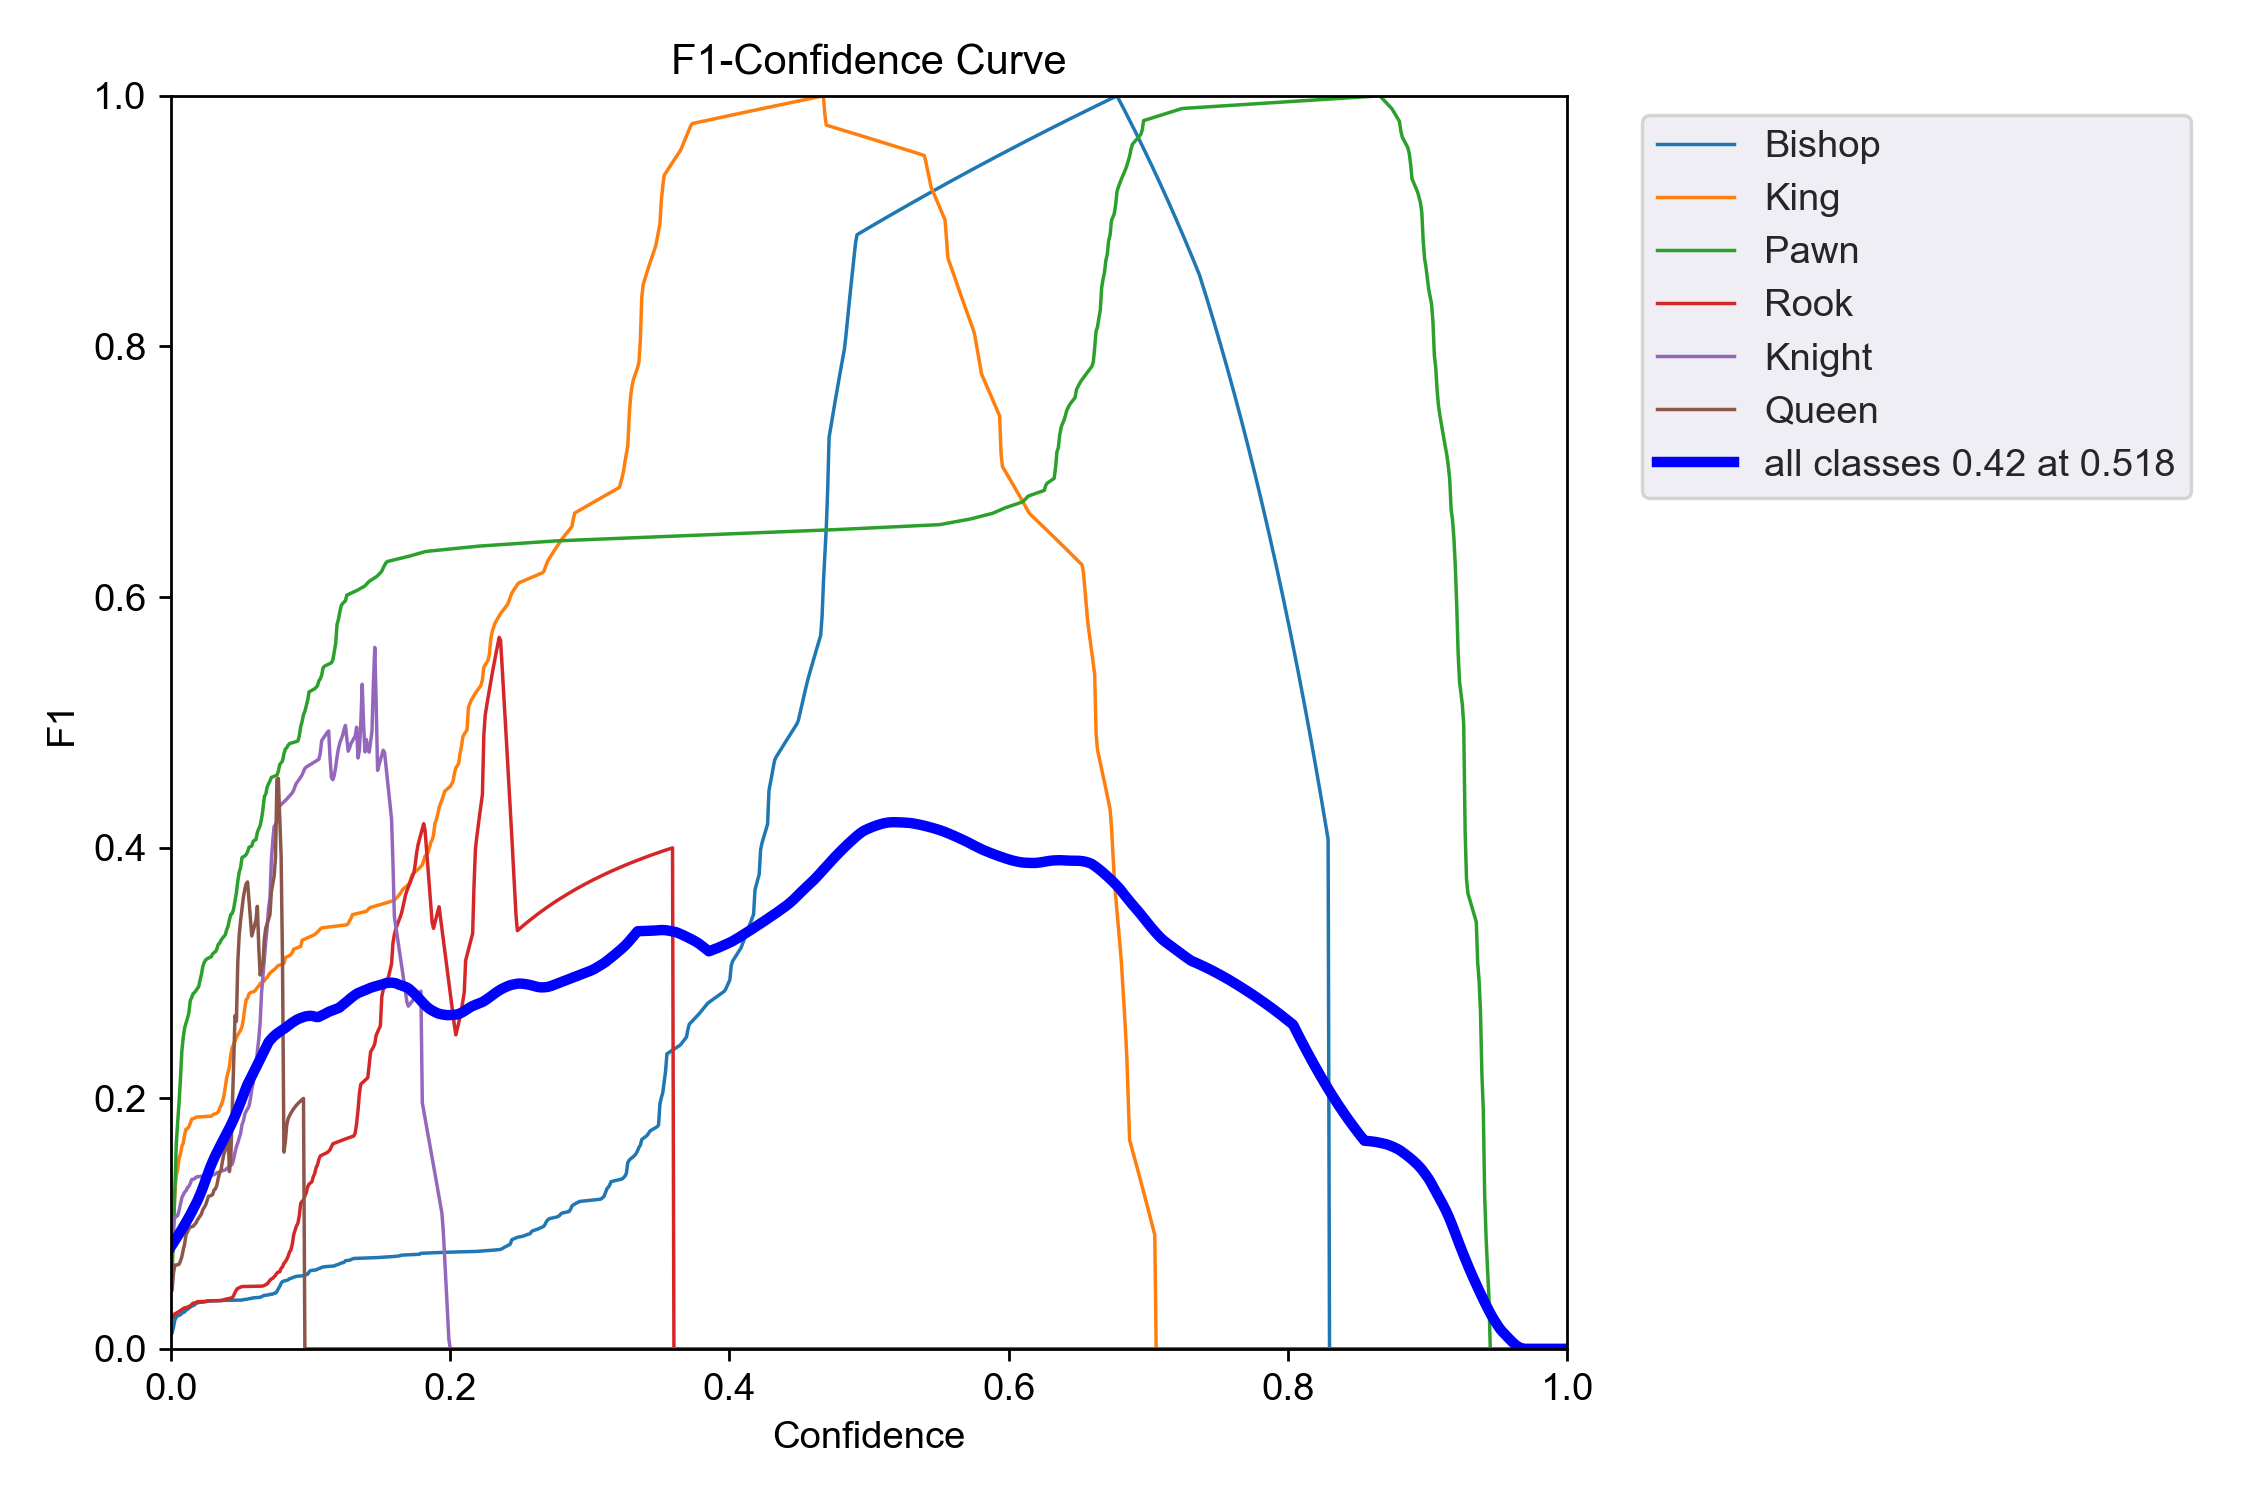 F1-Confidence Curve
1.0
0.8
0.6
0.4
0.2
0.0
F1
0.0 0.2 0.4 0.6 0.8 1.0
Confidence
Bishop
King
Pawn
Rook
Knight
Queen
all classes 0.42 at 0.518